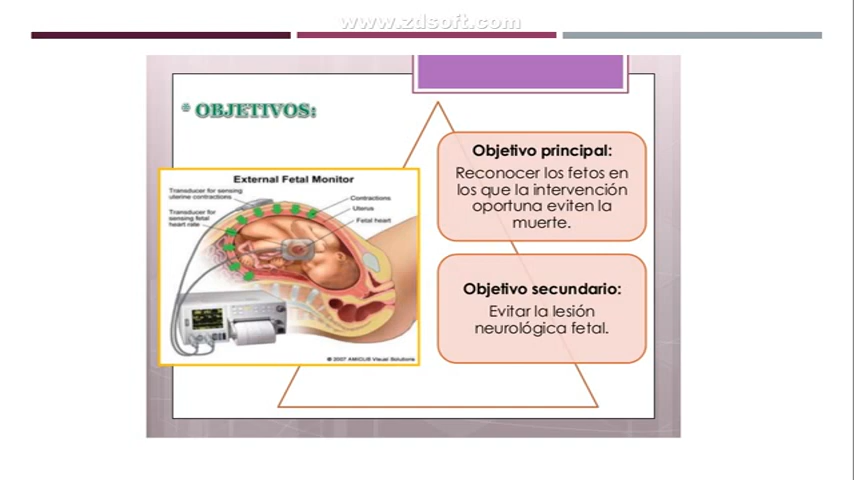 www.zdsoft.com
* OBJETIVOS:
Objetivo principal:
Reconocer los fetos en
los que la intervención
oportuna eviten la
muerte.
External Fetal Monitor
Transducer for sensing
uterine contractions
Transducer for
sensing fetal
heart rate
Contractions
Uterus
Fetal heart
© 2007 AMICUS Visual Solutions
Objetivo secundario:
Evitar la lesión
neurológica fetal.